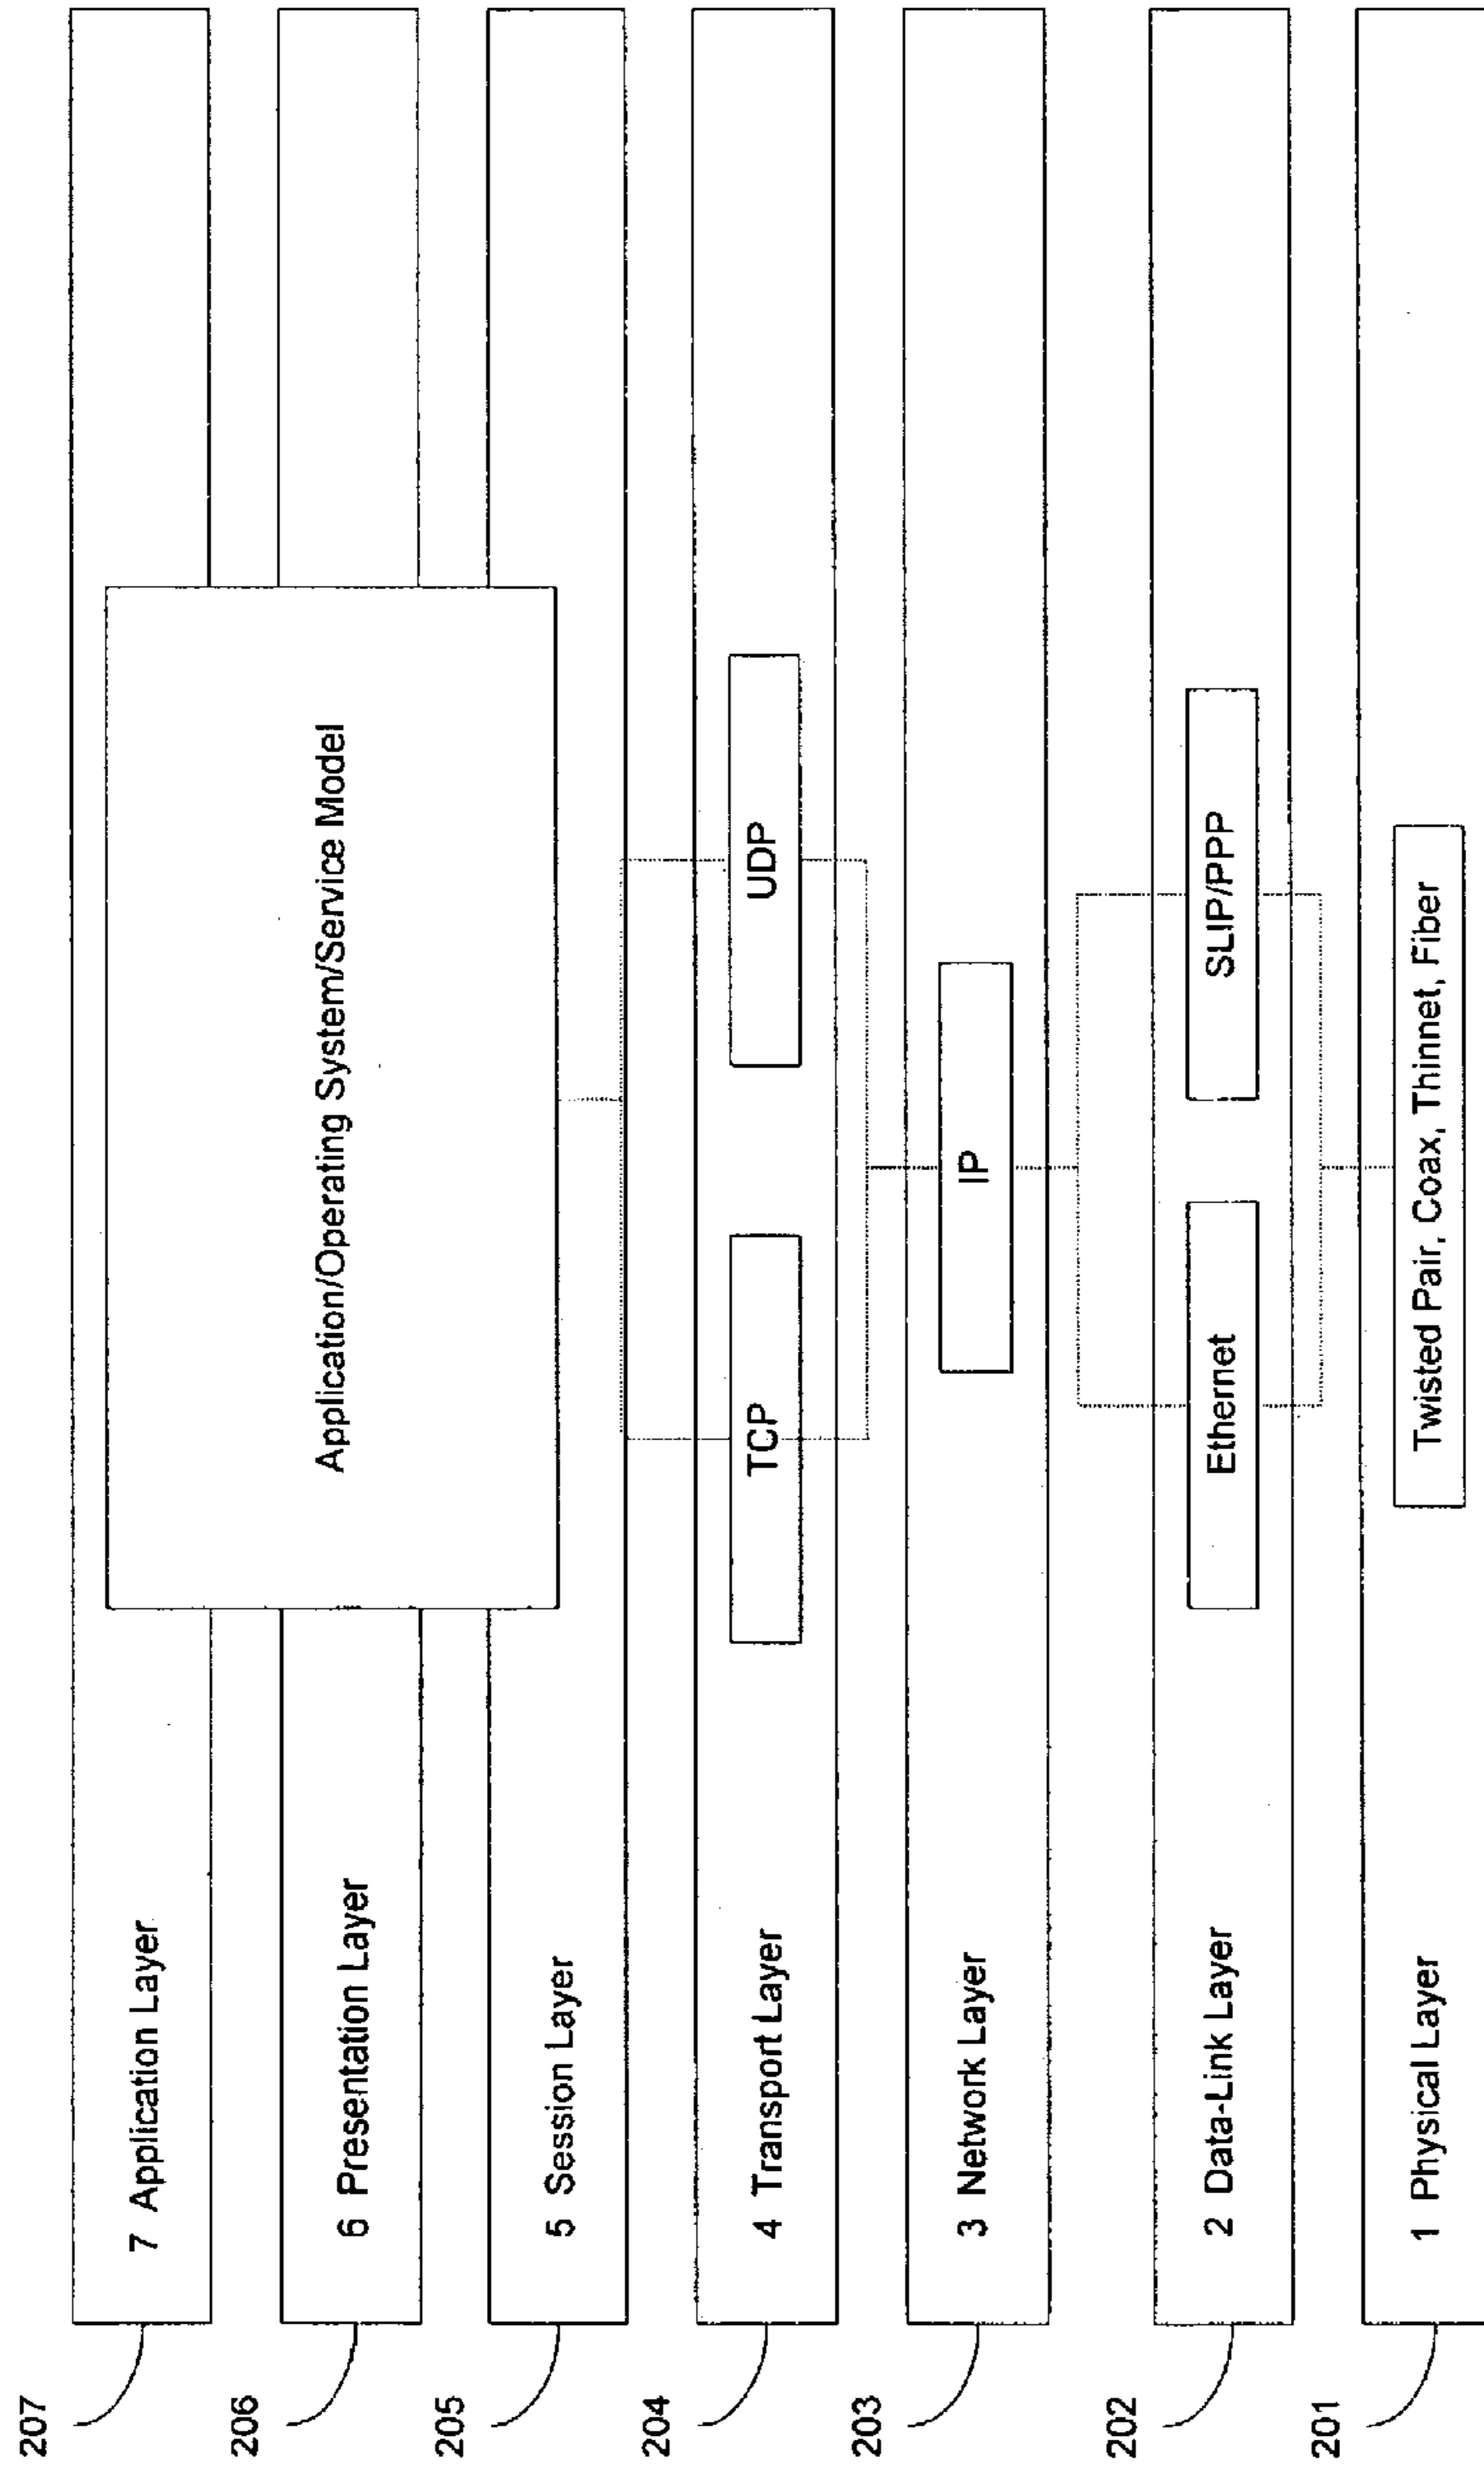 207
7 Application Layer
206
6 Presentation Layer
Application/Operating System/Service Model
205
5 Session Layer
204
4 Transport Layer
TCP
UDP
203
3 Network Layer
IP
202
2 Data-Link Layer
Ethernet
SLIP/PPP
201
1 Physical Layer
Twisted Pair, Coax, Thinnet, Fiber